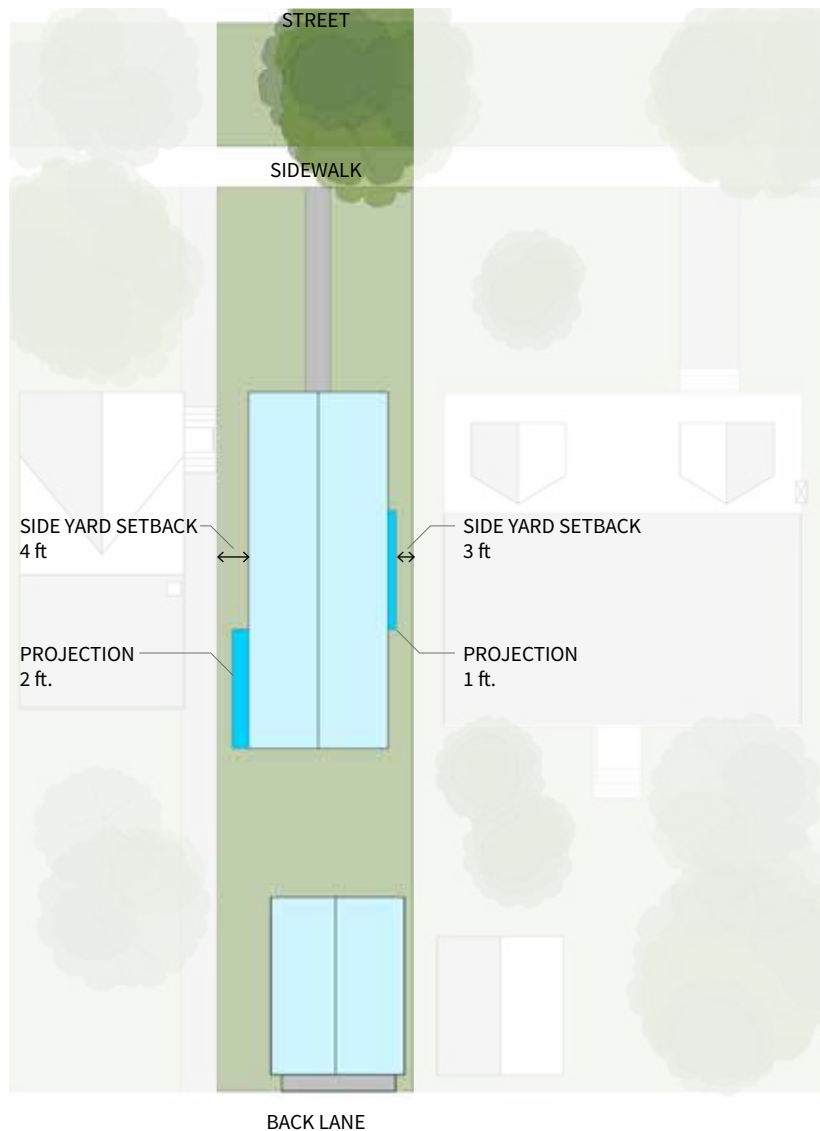 STREET
SIDEWALK
SIDE YARD SETBACK
4 ft
SIDE YARD SETBACK
3 ft
PROJECTION
2 ft.
PROJECTION
1 ft.
BACK LANE